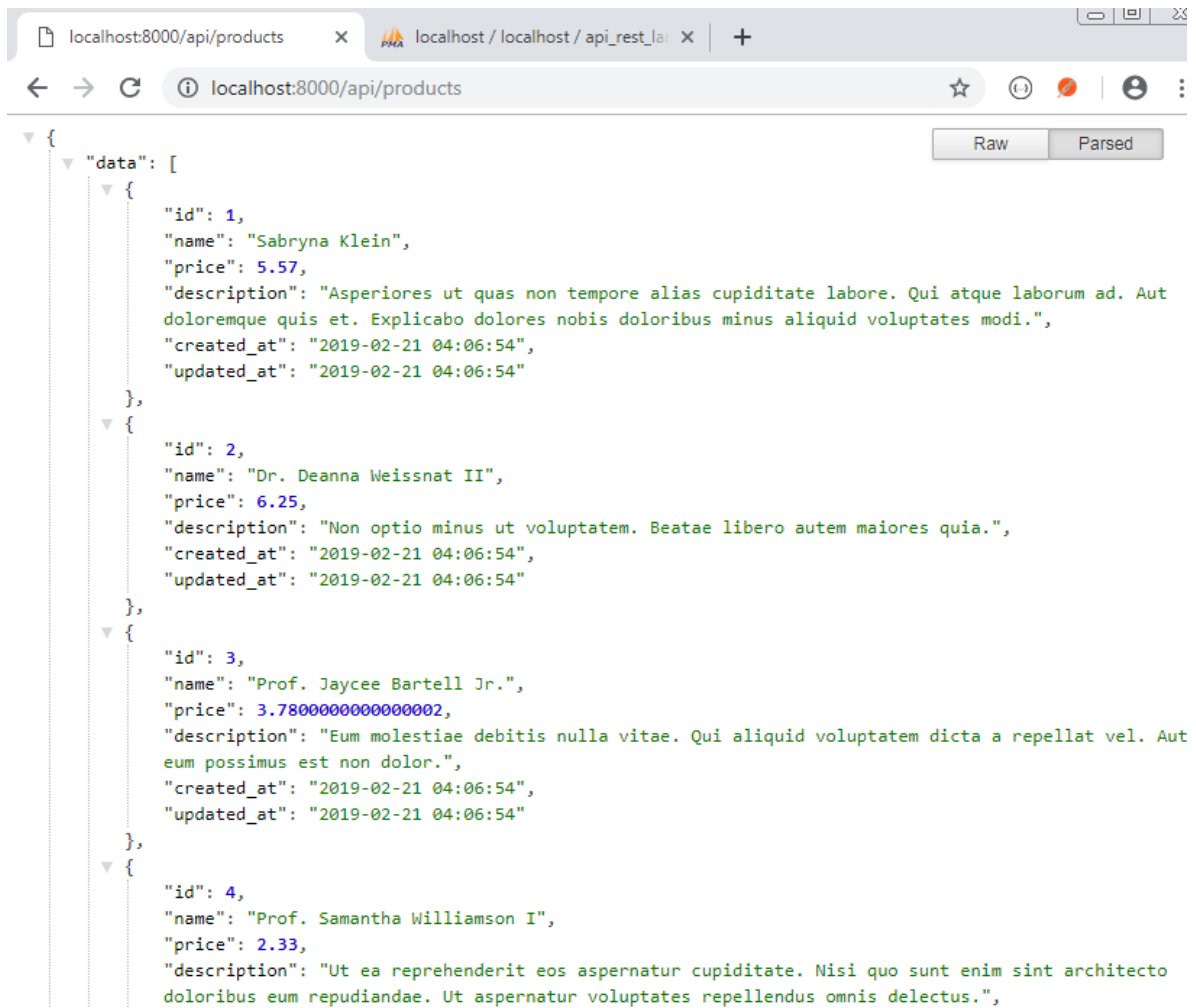 localhost:8000/api/products
PMA localhost / localhost / api_rest_lar
localhost:8000/api/products
Raw Parsed
{
"data": [
{
"id": 1,
"name": "Sabryna Klein",
"price": 5.57,
"description": "Asperiores ut quas non tempore alias cupiditate labore. Qui atque laborum ad. Aut
doloremque quis et. Explicabo dolores nobis doloribus minus aliquid voluptates modi.",
"created_at": "2019-02-21 04:06:54",
"updated_at": "2019-02-21 04:06:54"
},
{
"id": 2,
"name": "Dr. Deanna Weissnat II",
"price": 6.25,
"description": "Non optio minus ut voluptatem. Beatae libero autem maiores quia.",
"created_at": "2019-02-21 04:06:54",
"updated_at": "2019-02-21 04:06:54"
},
{
"id": 3,
"name": "Prof. Jaycee Bartell Jr.",
"price": 3.7800000000000002,
"description": "Eum molestiae debitis nulla vitae. Qui aliquid voluptatem dicta a repellat vel. Aut
eum possimus est non dolor.",
"created_at": "2019-02-21 04:06:54",
"updated_at": "2019-02-21 04:06:54"
},
{
"id": 4,
"name": "Prof. Samantha Williamson I",
"price": 2.33,
"description": "Ut ea reprehenderit eos aspernatur cupiditate. Nisi quo sunt enim sint architecto
doloribus eum repudiandae. Ut aspernatur voluptates repellendus omnis delectus.",